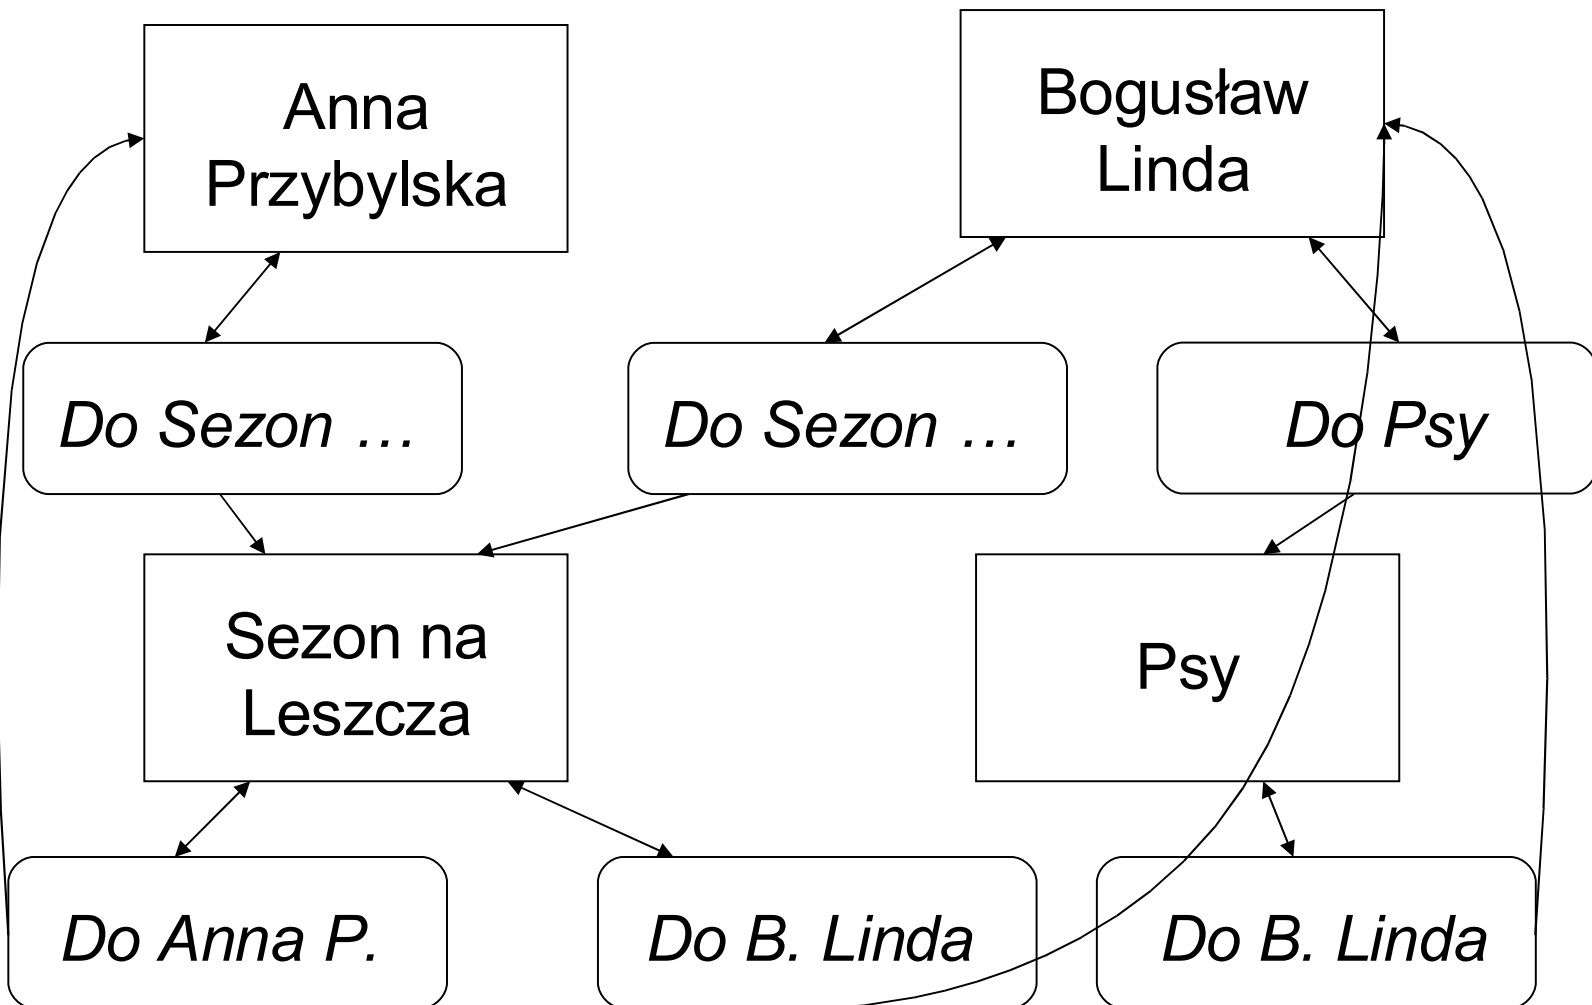 Anna
Przybylska
Bogusław
Linda
Do Sezon …
Do Sezon …
Do Psy
Sezon na
Leszcza
Psy
Do Anna P.
Do B. Linda
Do B. Linda